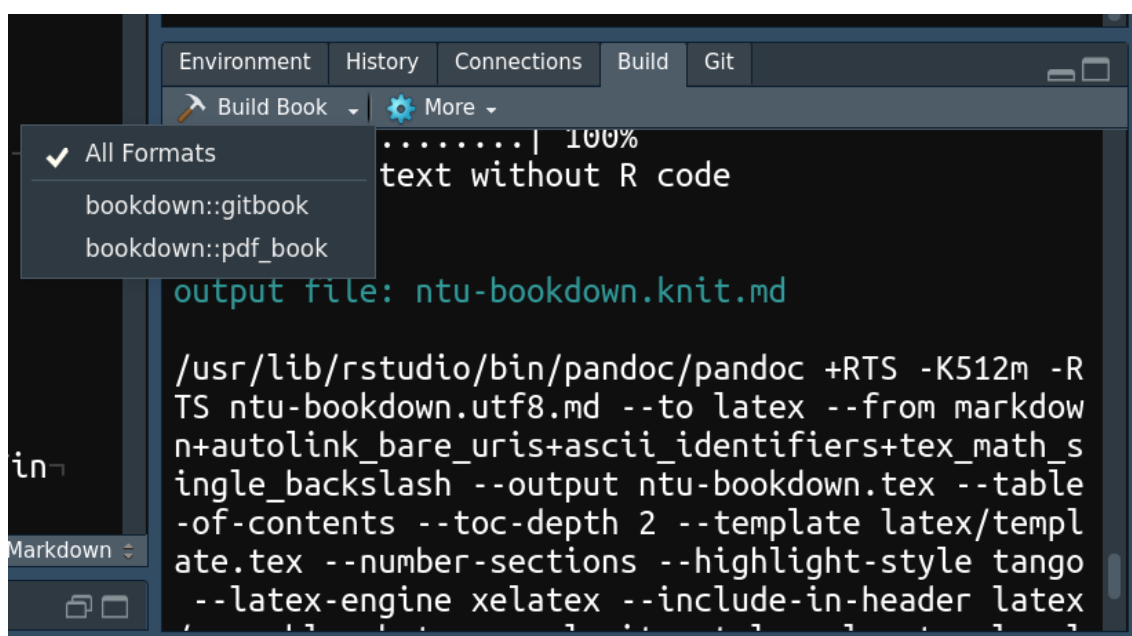 Environment History Connections Build Git
Build Book More
All Formats
bookdown::gitbook
bookdown::pdf_book
........| 100%
text without R code
output file: ntu-bookdown.knit.md
/usr/lib/rstudio/bin/pandoc/pandoc +RTS -K512m -R
TS ntu-bookdown.utf8.md --to latex --from markdow
n+autolink_bare_uris+ascii_identifiers+tex_math_s
ingle_backslash --output ntu-bookdown.tex --table
-of-contents --toc-depth 2 --template latex/templ
ate.tex --number-sections --highlight-style tango
--latex-engine xelatex --include-in-header latex
in¬
Markdown